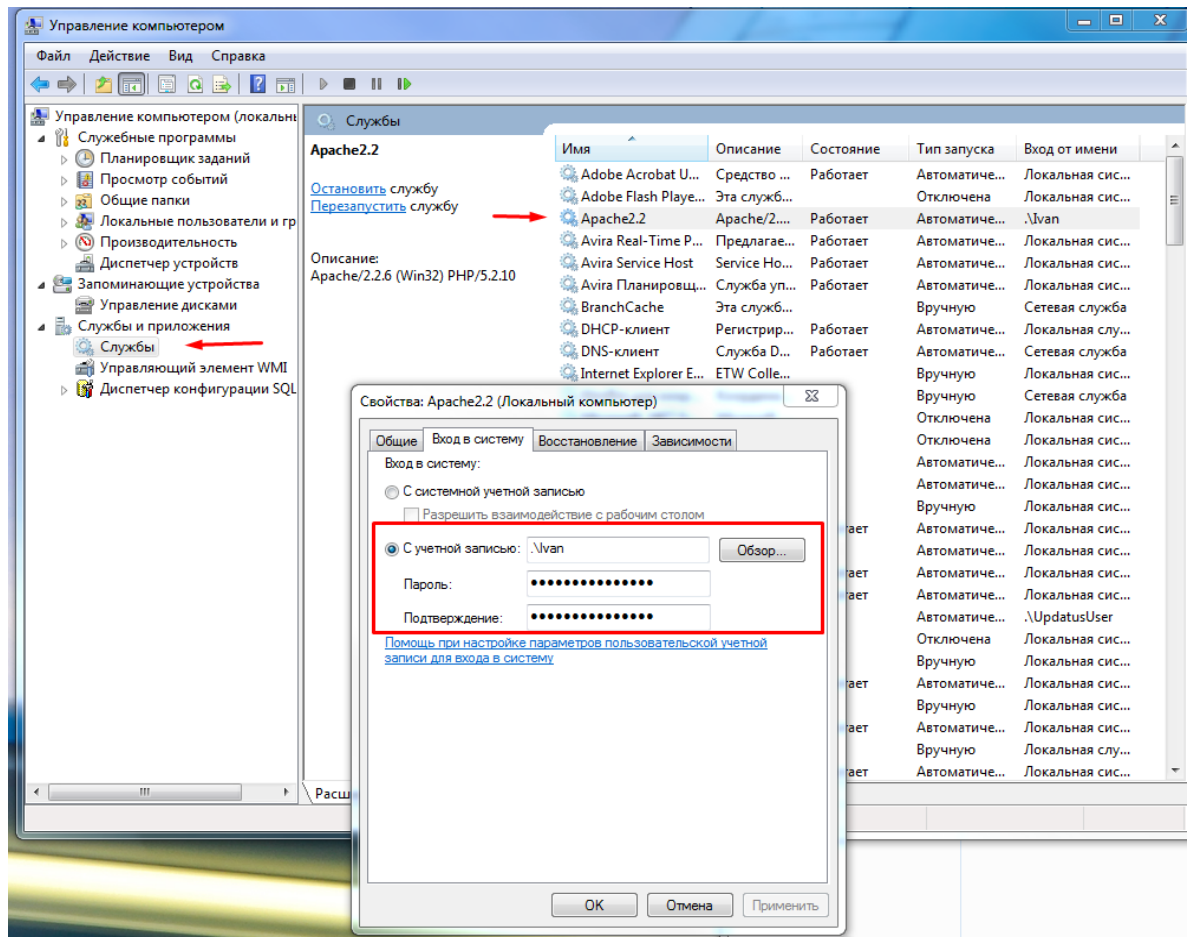 Управление компьютером
Файл Действие Вид Справка
Управление компьютером (локальн
Служебные программы
Планировщик заданий
Просмотр событий
Общие папки
Локальные пользователи и гр
Производительность
Диспетчер устройств
Запоминающие устройства
Управление дисками
Службы и приложения
Службы
Управляющий элемент WMI
Диспетчер конфигурации SQL
Службы
Apache2.2
Остановить службу
Перезапустить службу
Описание:
Apache/2.2.6 (Win32) PHP/5.2.10
Имя Описание Состояние Тип запуска Вход от имени
Adobe Acrobat U... Средство ... Работает Автоматиче... Локальная сис...
Adobe Flash Playe... Эта служб... Отключена Локальная сис...
Apache2.2 Apache/2.... Работает Автоматиче... .\Ivan
Avira Real-Time P... Предлагае... Работает Автоматиче... Локальная сис...
Avira Service Host Service Ho... Работает Автоматиче... Локальная сис...
Avira Планировщ... Служба уп... Работает Автоматиче... Локальная сис...
BranchCache Эта служб... Вручную Сетевая служба
DHCP-клиент Регистрир... Работает Автоматиче... Локальная слу...
DNS-клиент Служба D... Работает Автоматиче... Сетевая служба
Internet Explorer E... ETW Colle... Вручную Локальная сис...
Вручную Сетевая служба
Отключена Локальная сис...
Отключена Локальная сис...
Автоматиче... Локальная сис...
Автоматиче... Локальная сис...
Вручную Локальная сис...
тает Автоматиче... Локальная сис...
Автоматиче... Локальная сис...
тает Автоматиче... Локальная сис...
тает Автоматиче... Локальная сис...
Автоматиче... .\UpdatusUser
Отключена Локальная сис...
Вручную Локальная сис...
тает Автоматиче... Локальная сис...
Вручную Локальная сис...
тает Автоматиче... Локальная сис...
Вручную Локальная слу...
тает Автоматиче... Локальная сис...
Расш
Свойства: Apache2.2 (Локальный компьютер)
Общие Вход в систему Восстановление Зависимости
Вход в систему:
С системной учетной записью
Разрешить взаимодействие с рабочим столом
С учетной записью: .\Ivan Обзор...
Пароль: ●●●●●●●●●●●●●●●
Подтверждение: ●●●●●●●●●●●●●●●
Помощь при настройке параметров пользовательской учетной
записи для входа в систему
OK Отмена Применить